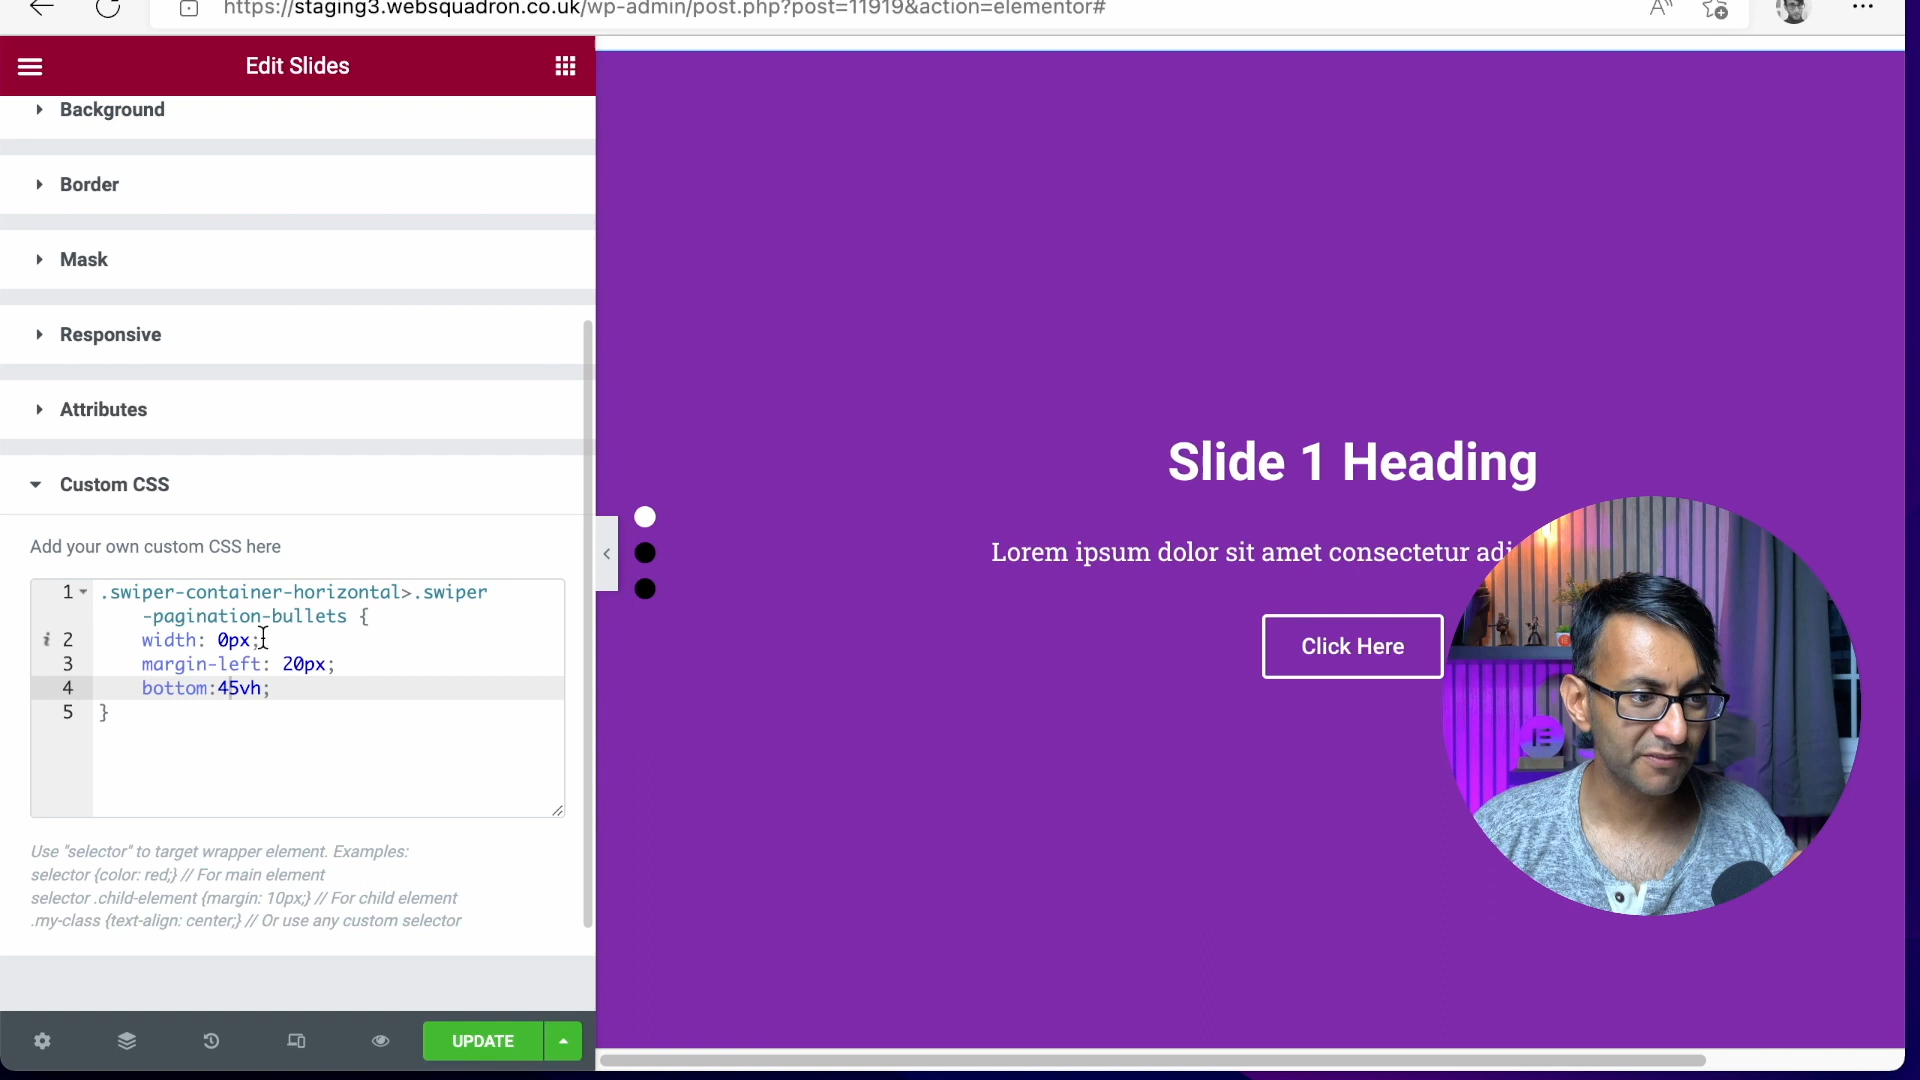 https://staging3.websquadron.co.uk/wp-admin/post.php?post=11919&action=elementor#
Edit Slides
Background
Border
Mask
Responsive
Attributes
Custom CSS
Add your own custom CSS here
1 .swiper-container-horizontal>.swiper
-pagination-bullets {
2 width: 0px;
3 margin-left: 20px;
4 bottom:45vh;
5 }
Use "selector" to target wrapper element. Examples:
selector {color: red;} // For main element
selector .child-element {margin: 10px;} // For child element
.my-class {text-align: center;} // Or use any custom selector
UPDATE
Slide 1 Heading
Lorem ipsum dolor sit amet consectetur adi
Click Here